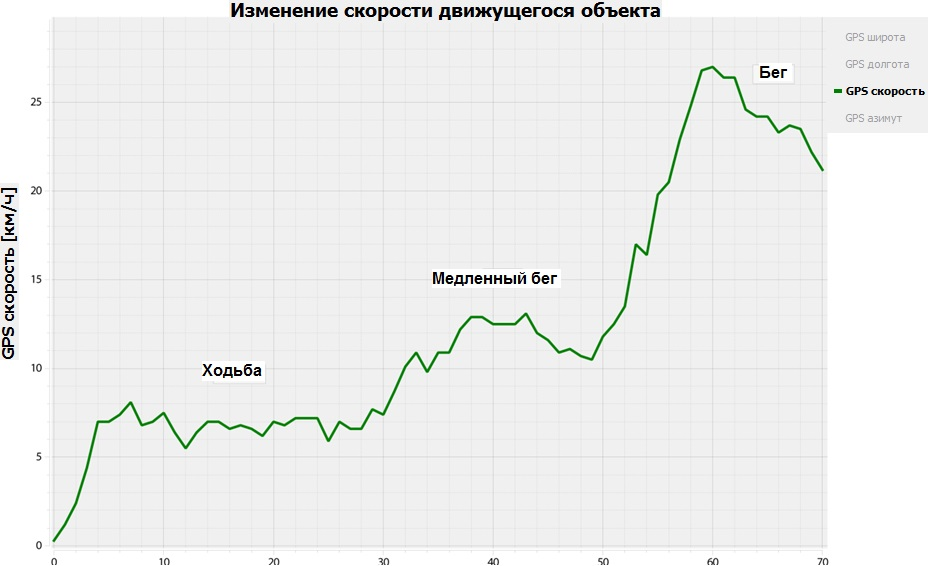 Изменение скорости движущегося объекта
GPS широта
GPS долгота
GPS скорость
GPS азимут
Бег
Медленный бег
Ходьба
GPS скорость [км/ч]
25
20
15
10
5
0
0 10 20 30 40 50 60 70